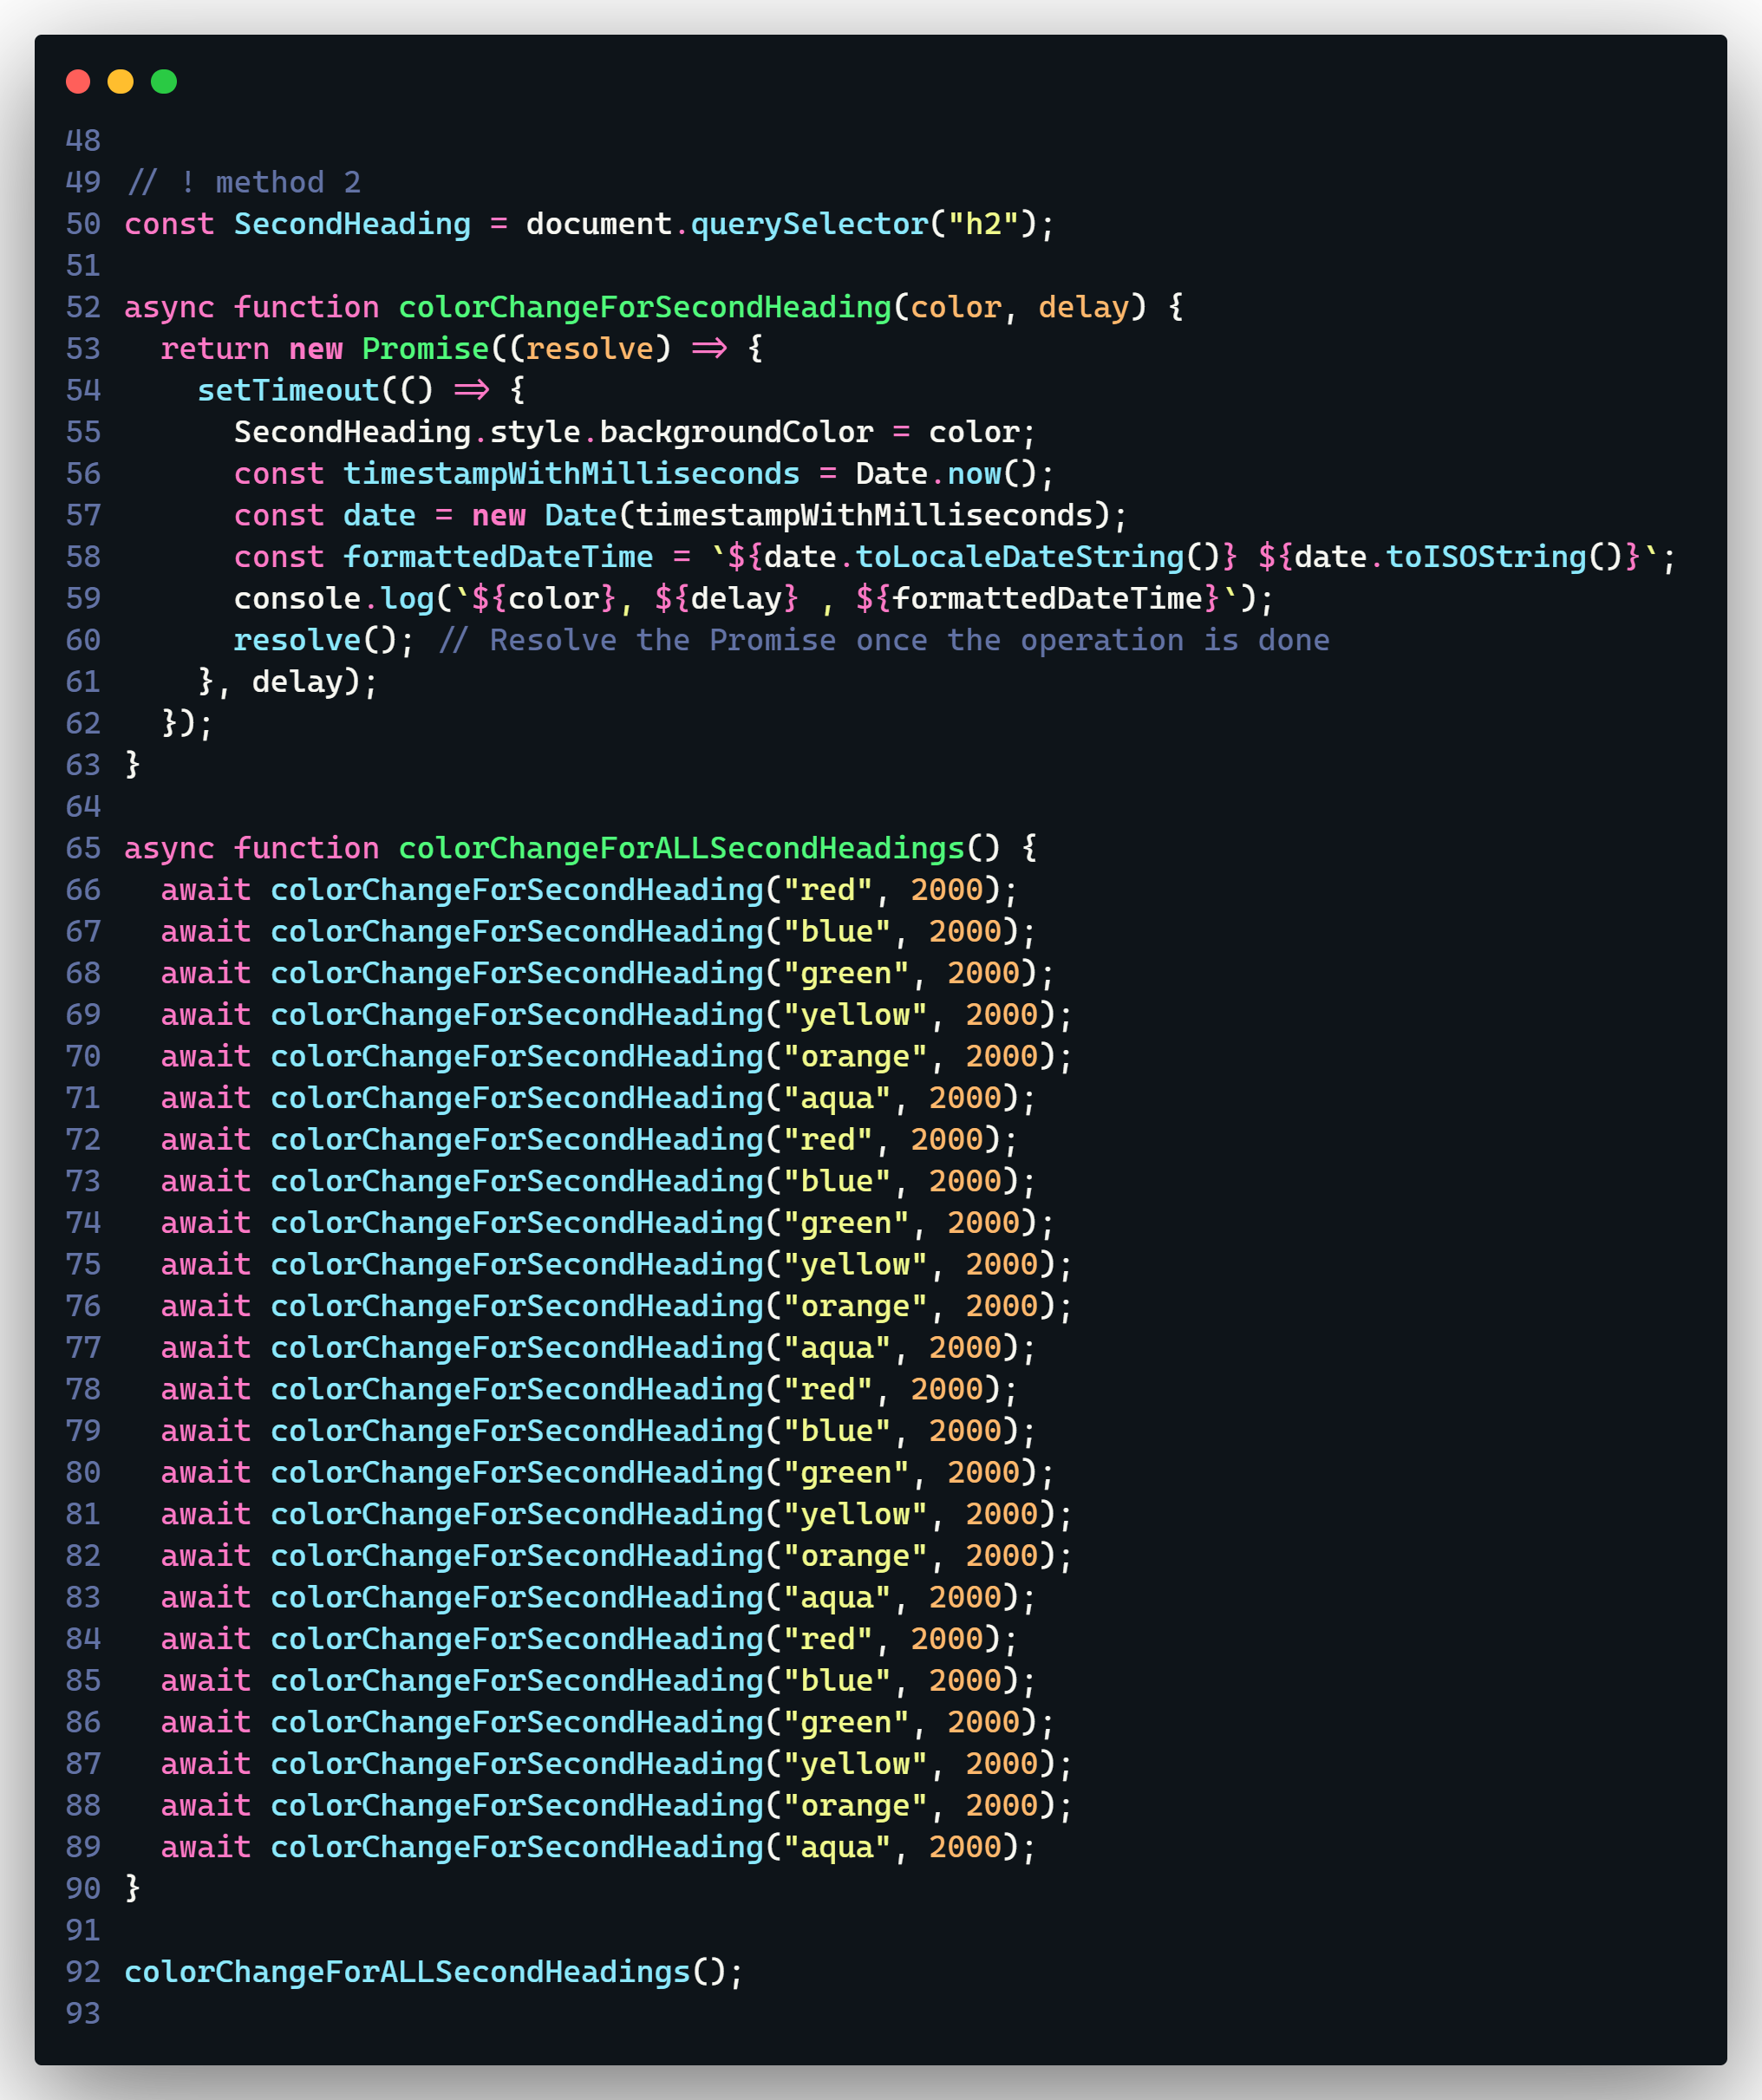 48
49 // ! method 2
50 const SecondHeading = document.querySelector("h2");
51
52 async function colorChangeForSecondHeading(color, delay) {
53   return new Promise((resolve) => {
54     setTimeout(() => {
55       SecondHeading.style.backgroundColor = color;
56       const timestampWithMilliseconds = Date.now();
57       const date = new Date(timestampWithMilliseconds);
58       const formattedDateTime = `${date.toLocaleDateString()} ${date.toISOString()}`;
59       console.log(`${color}, ${delay} , ${formattedDateTime}`);
60       resolve(); // Resolve the Promise once the operation is done
61     }, delay);
62   });
63 }
64
65 async function colorChangeForALLSecondHeadings() {
66   await colorChangeForSecondHeading("red", 2000);
67   await colorChangeForSecondHeading("blue", 2000);
68   await colorChangeForSecondHeading("green", 2000);
69   await colorChangeForSecondHeading("yellow", 2000);
70   await colorChangeForSecondHeading("orange", 2000);
71   await colorChangeForSecondHeading("aqua", 2000);
72   await colorChangeForSecondHeading("red", 2000);
73   await colorChangeForSecondHeading("blue", 2000);
74   await colorChangeForSecondHeading("green", 2000);
75   await colorChangeForSecondHeading("yellow", 2000);
76   await colorChangeForSecondHeading("orange", 2000);
77   await colorChangeForSecondHeading("aqua", 2000);
78   await colorChangeForSecondHeading("red", 2000);
79   await colorChangeForSecondHeading("blue", 2000);
80   await colorChangeForSecondHeading("green", 2000);
81   await colorChangeForSecondHeading("yellow", 2000);
82   await colorChangeForSecondHeading("orange", 2000);
83   await colorChangeForSecondHeading("aqua", 2000);
84   await colorChangeForSecondHeading("red", 2000);
85   await colorChangeForSecondHeading("blue", 2000);
86   await colorChangeForSecondHeading("green", 2000);
87   await colorChangeForSecondHeading("yellow", 2000);
88   await colorChangeForSecondHeading("orange", 2000);
89   await colorChangeForSecondHeading("aqua", 2000);
90 }
91
92 colorChangeForALLSecondHeadings();
93